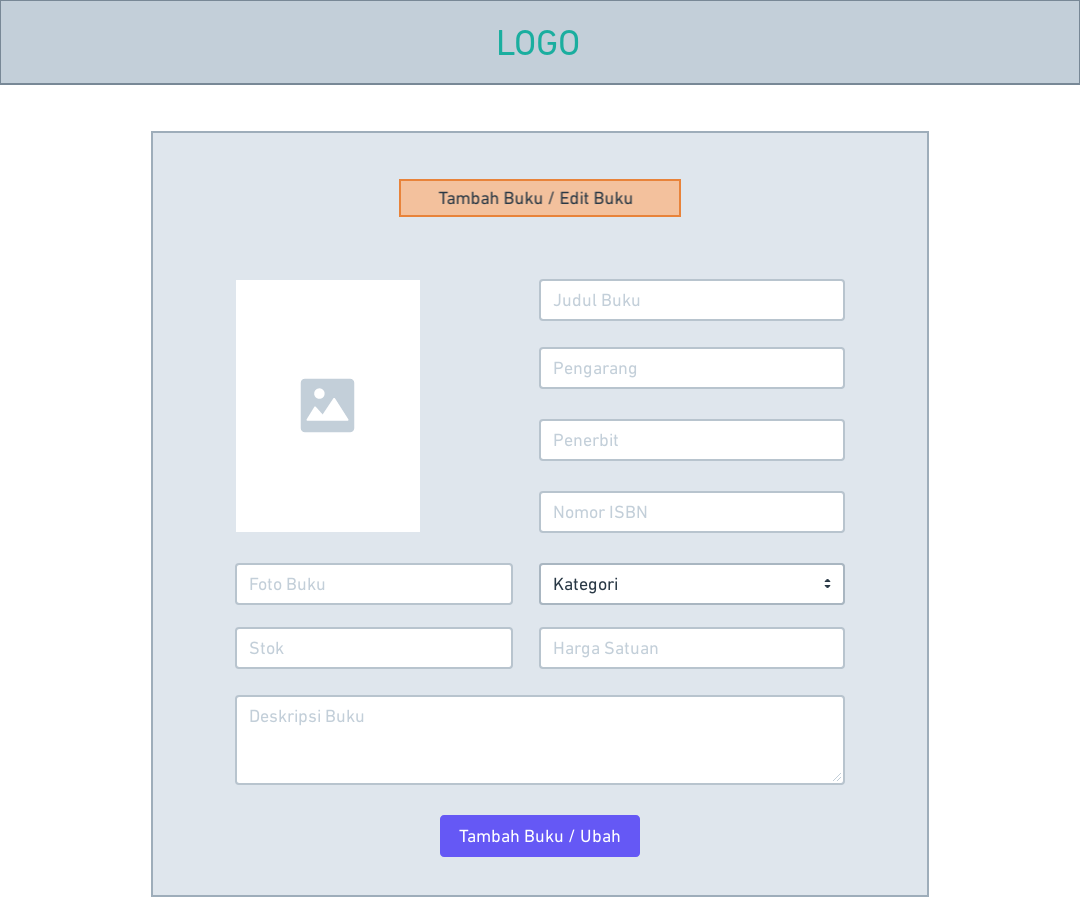 LOGO
Tambah Buku / Edit Buku
Judul Buku
Pengarang
Penerbit
Nomor ISBN
Foto Buku
Kategori
Stok
Harga Satuan
Deskripsi Buku
Tambah Buku / Ubah